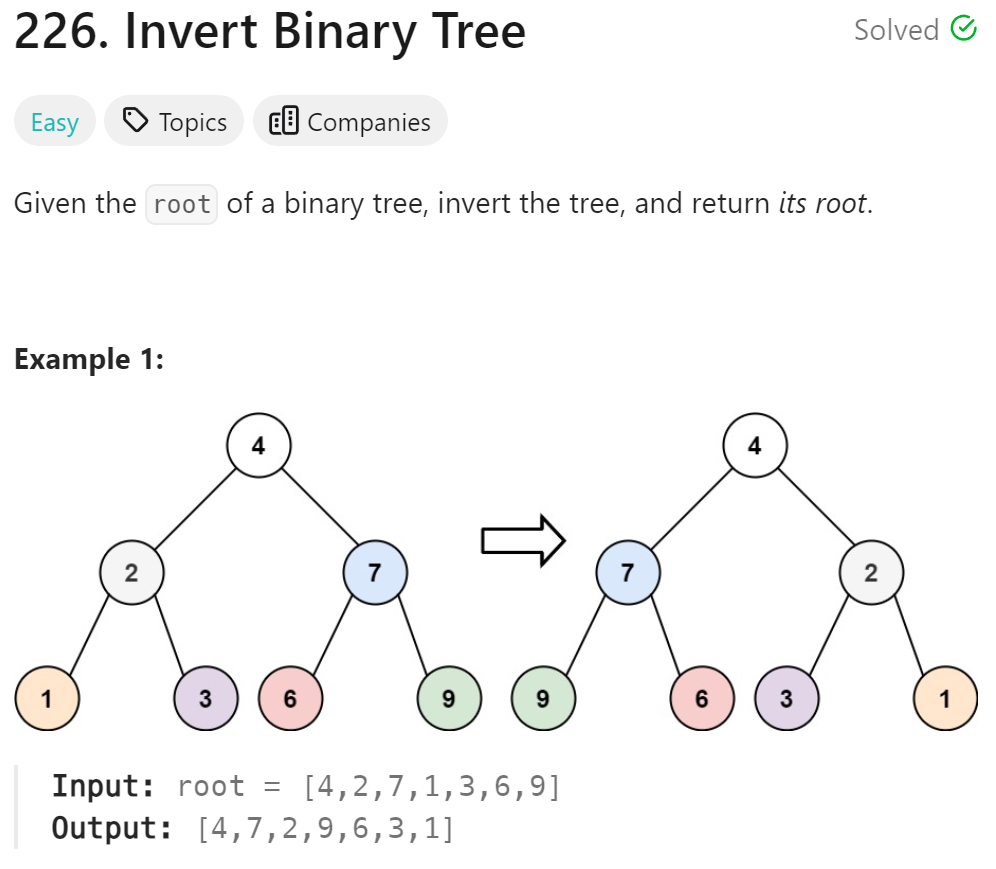 226. Invert Binary Tree
Solved
Easy Topics Companies
Given the root of a binary tree, invert the tree, and return its root.
Example 1:
4 4
2 7 7 2
1 3 6 9 9 6 3 1
Input: root = [4,2,7,1,3,6,9]
Output: [4,7,2,9,6,3,1]